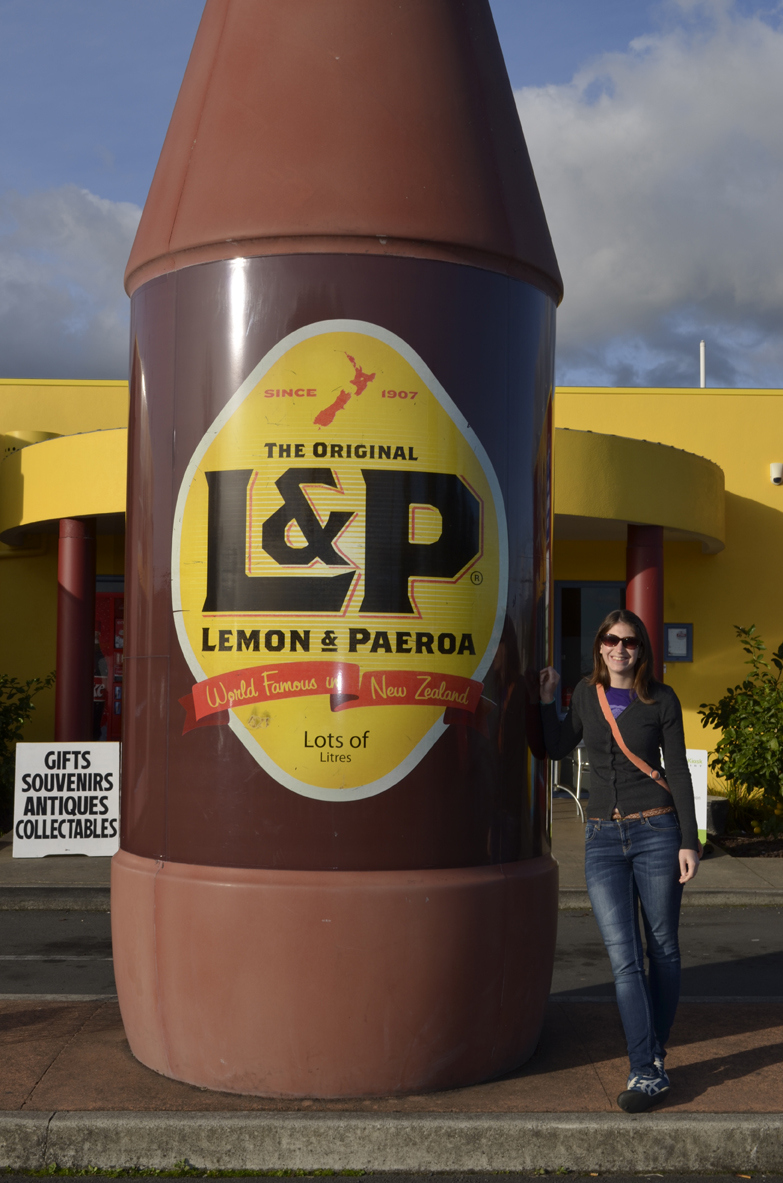 SINCE 1907
THE ORIGINAL
L&P
®
LEMON & PAEROA
World Famous in New Zealand
Lots of
Litres
GIFTS
SOUVENIRS
ANTIQUES
COLLECTABLES